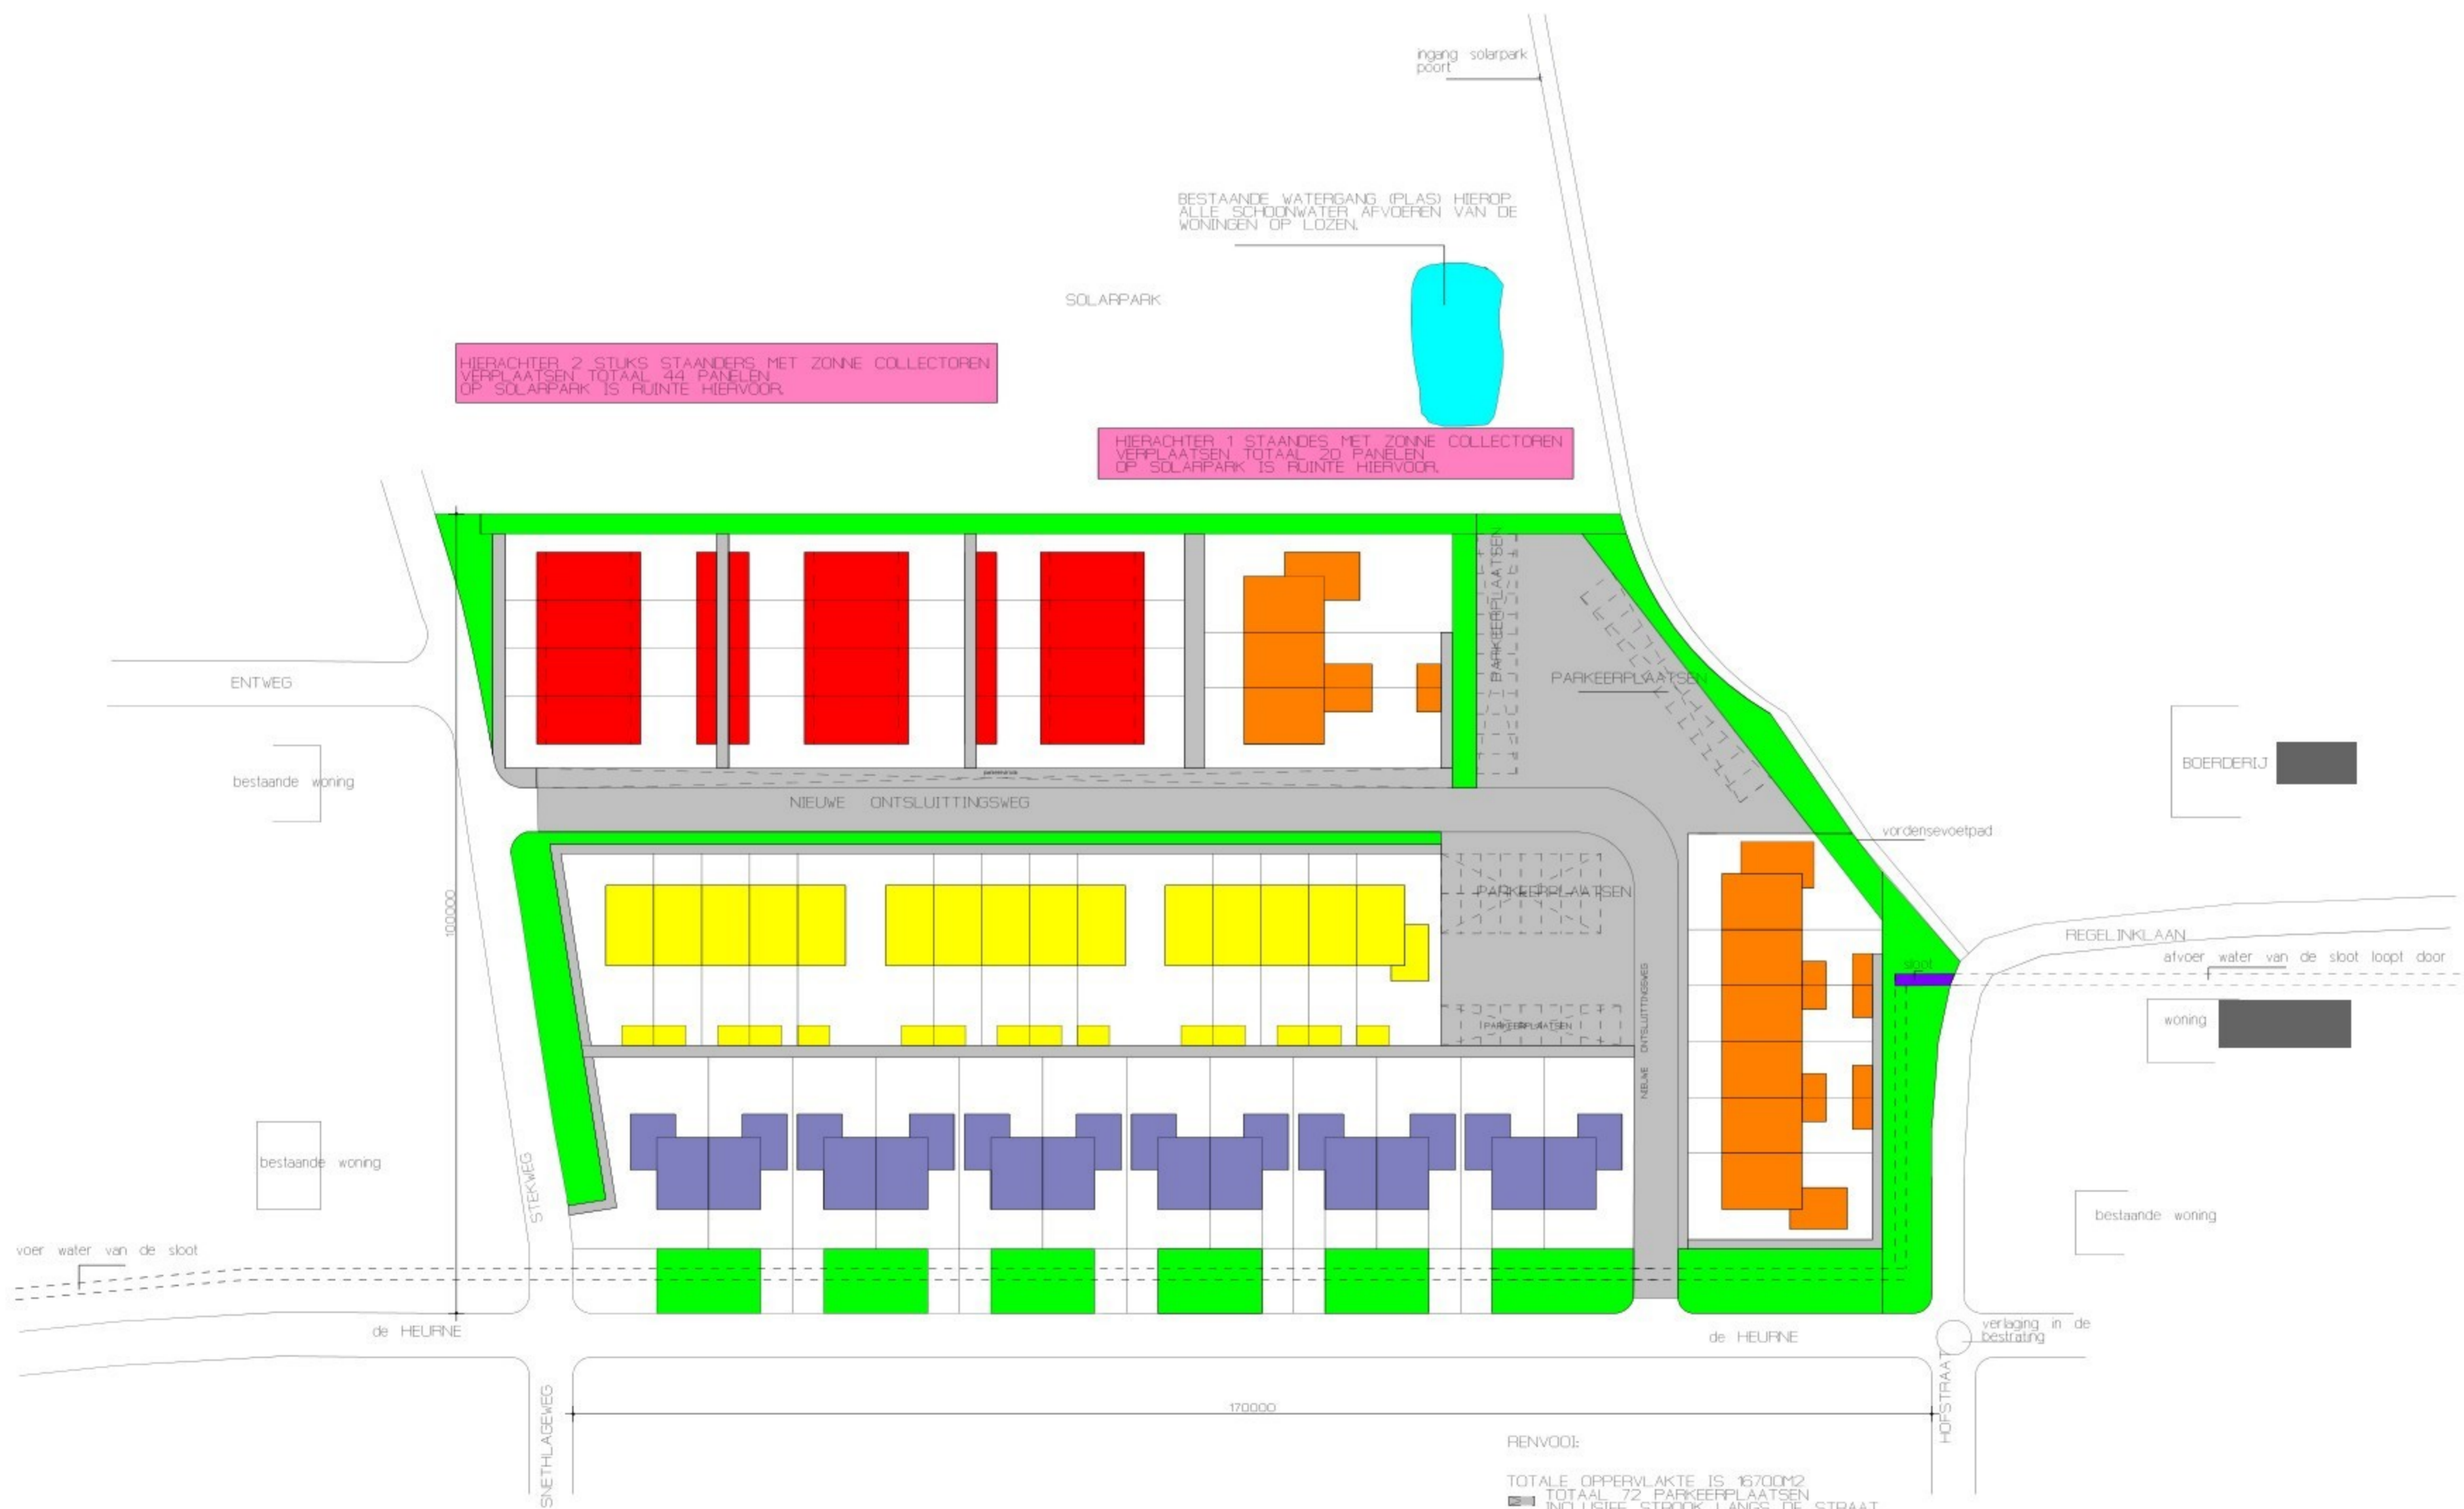 ingang solarpark
poort
BESTAANDE WATERGANG (PLAS) HIEROP
ALLE SCHOONWATER AFVOEREN VAN DE
WONINGEN OP LOZEN.
SOLARPARK
HIERACHTER 2 STUKS STAANDERS MET ZONNE COLLECTOREN
VERPLAATSEN TOTAAL 44 PANELEN
OP SOLARPARK IS RUINTE HIERVOOR.
HIERACHTER 1 STAANDES MET ZONNE COLLECTOREN
VERPLAATSEN TOTAAL 20 PANELEN
OP SOLARPARK IS RUINTE HIERVOOR.
PARKEERPLAATSEN
PARKEERPLAATSEN
ENTWEG
bestaande woning
BOERDERIJ
NIEUWE ONTSLUITTINGSWEG
vordensevoetpad
100000
PARKEERPLAATSEN
REGELINKLAAN
sloot
afvoer water van de sloot loopt door
woning
PARKEERPLAATSEN
NIEUWE ONTSLUITTINGSWEG
bestaande woning
STEKWEG
bestaande woning
voer water van de sloot
de HEURNE
de HEURNE
verlaging in de
bestrating
HOFSTRAAT
SNETHLAGEWEG
170000
RENVOOI:
TOTALE OPPERVLAKTE IS 16700M2
TOTAAL 72 PARKEERPLAATSEN
INCLUSIEF STROOK LANGS DE STRAAT